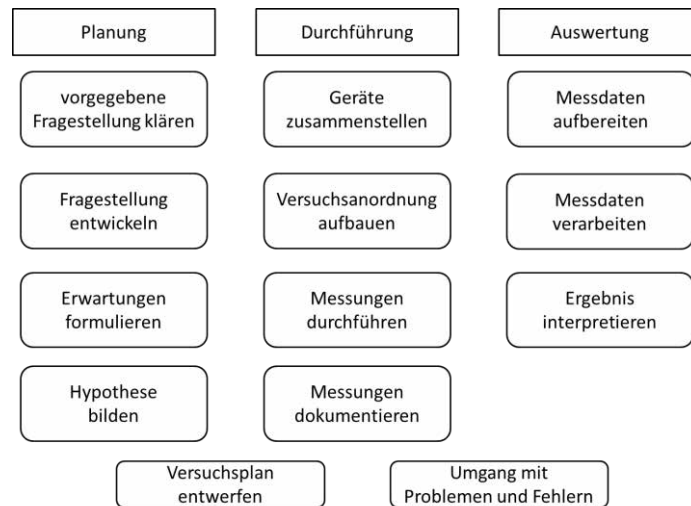 Planung
Durchführung
Auswertung
vorgegebene
Fragestellung klären
Geräte
zusammenstellen
Messdaten
aufbereiten
Fragestellung
entwickeln
Versuchsanordnung
aufbauen
Messdaten
verarbeiten
Erwartungen
formulieren
Messungen
durchführen
Ergebnis
interpretieren
Hypothese
bilden
Messungen
dokumentieren
Versuchsplan
entwerfen
Umgang mit
Problemen und Fehlern